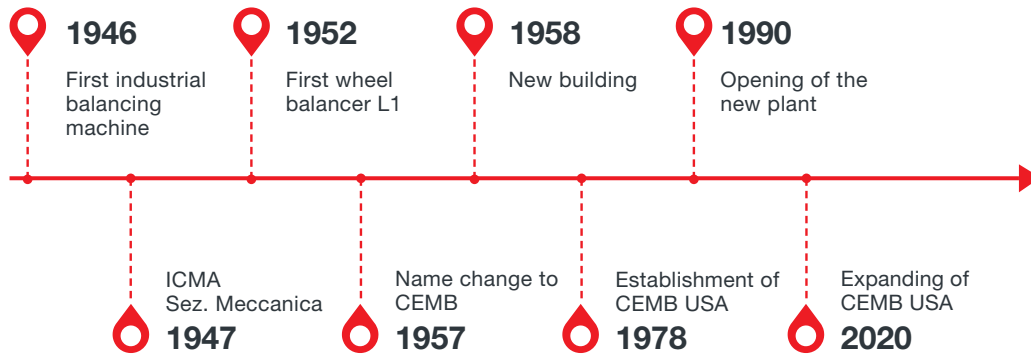 1946
First industrial
balancing
machine
1952
First wheel
balancer L1
1958
New building
1990
Opening of the
new plant
ICMA
Sez. Meccanica
1947
Name change to
CEMB
1957
Establishment of
CEMB USA
1978
Expanding of
CEMB USA
2020